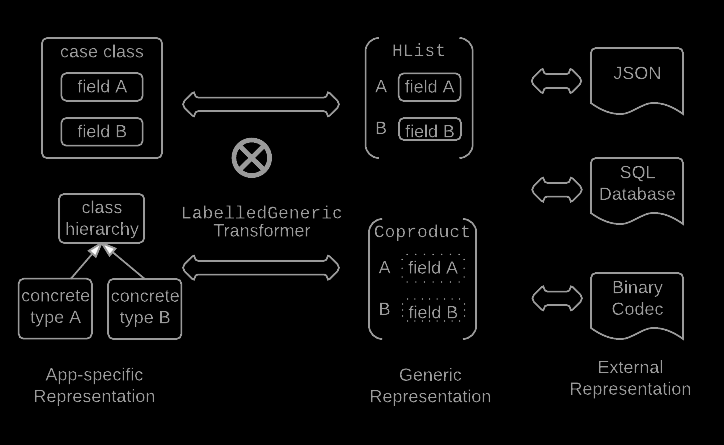 case class
field A
field B
class
hierarchy
concrete
type A
concrete
type B
App-specific
Representation
LabelledGeneric
Transformer
HList
A field A
B field B
Coproduct
A field A
B field B
Generic
Representation
JSON
SQL
Database
Binary
Codec
External
Representation